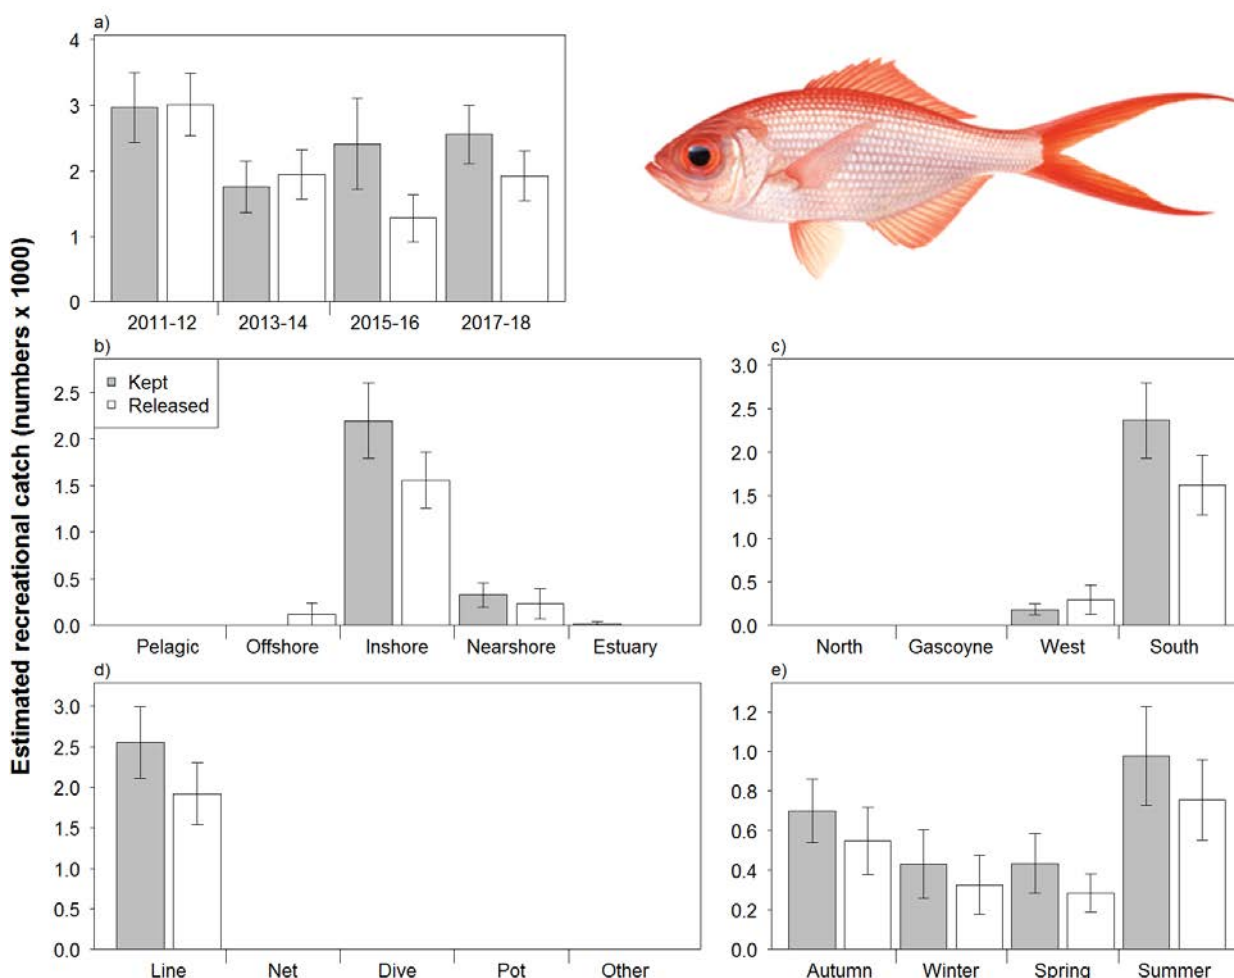 Estimated recreational catch (numbers x 1000)
a)
4
3
2
1
0
2011-12 2013-14 2015-16 2017-18
b)
Kept
Released
2.5
2.0
1.5
1.0
0.5
0.0
Pelagic Offshore Inshore Nearshore Estuary
c)
3.0
2.5
2.0
1.5
1.0
0.5
0.0
North Gascoyne West South
d)
3.0
2.5
2.0
1.5
1.0
0.5
0.0
Line Net Dive Pot Other
e)
1.2
1.0
0.8
0.6
0.4
0.2
0.0
Autumn Winter Spring Summer